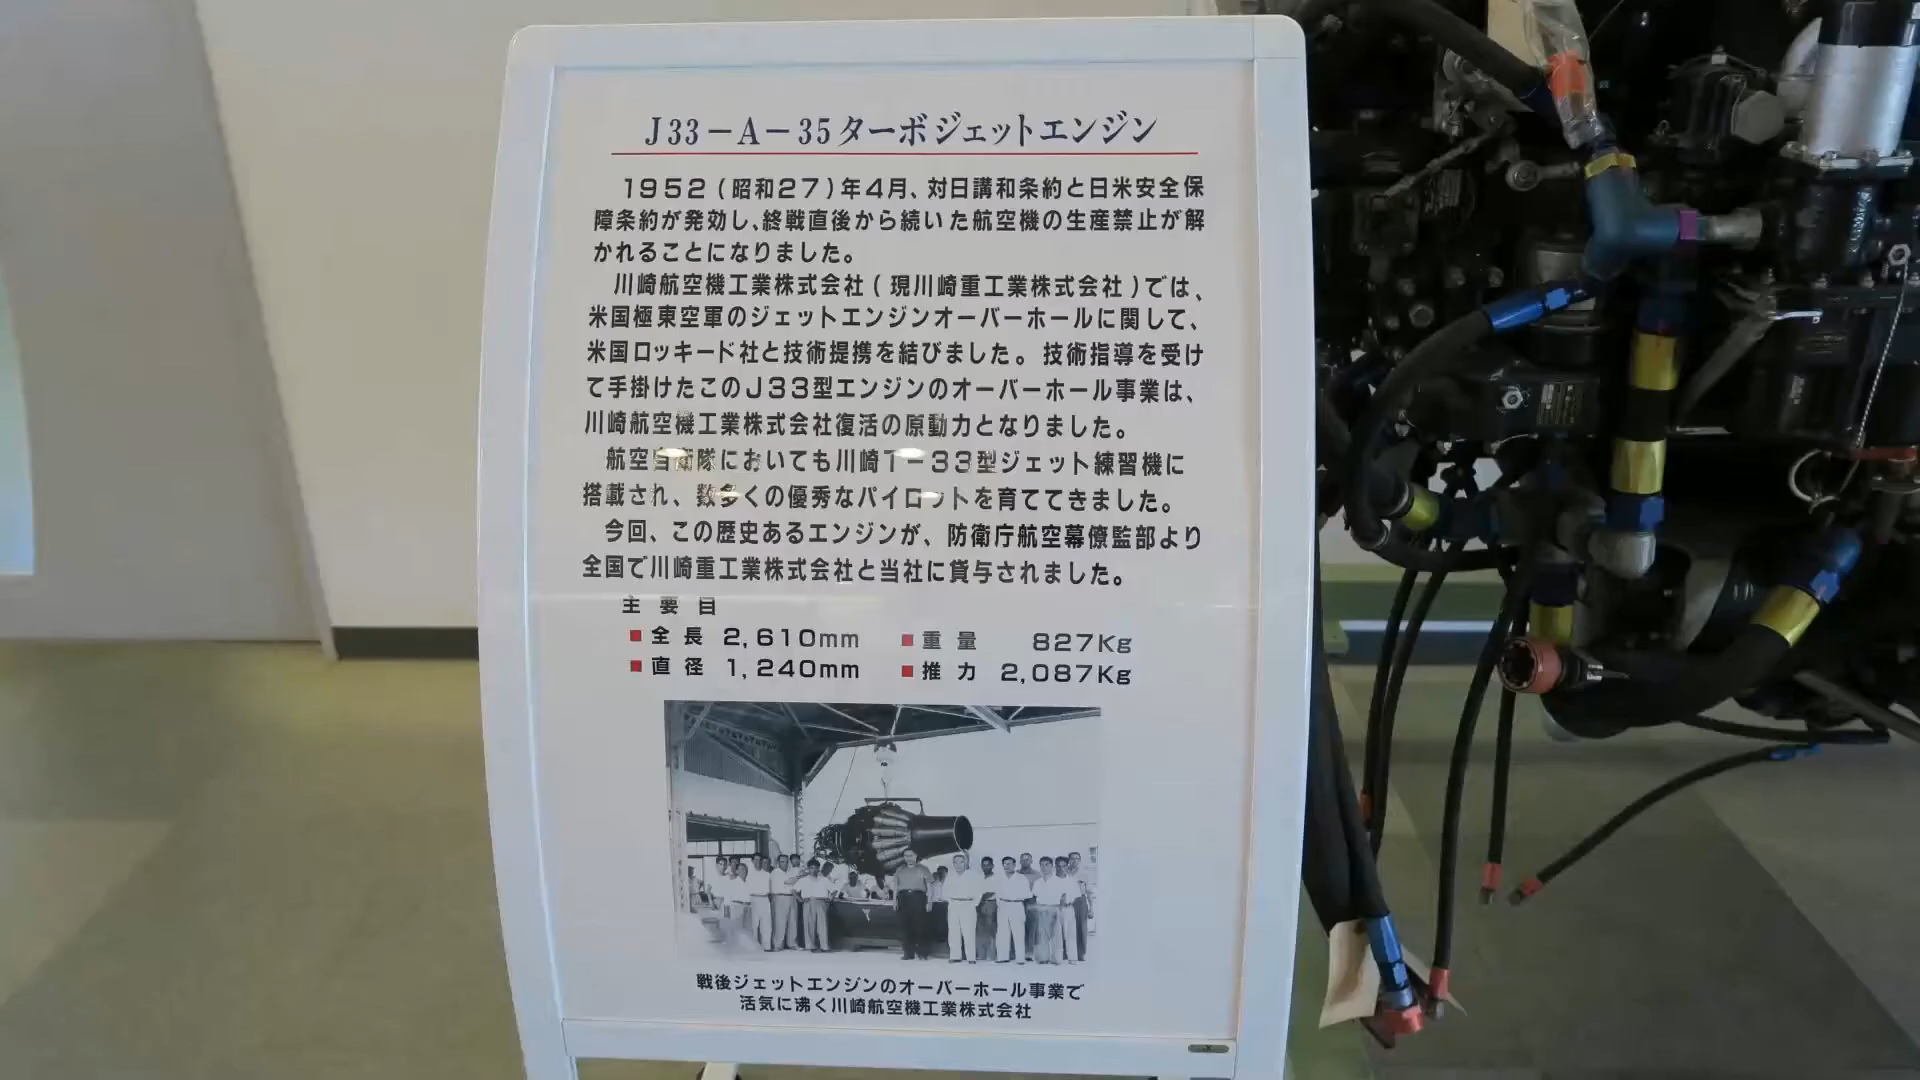 J33－A－35ターボジェットエンジン
1952(昭和27)年4月、対日講和条約と日米安全保
障条約が発効し、終戦直後から続いた航空機の生産禁止が解
かれることになりました。
川崎航空機工業株式会社(現川崎重工業株式会社)では、
米国極東空軍のジェットエンジンオーバーホールに関して、
米国ロッキード社と技術提携を結びました。技術指導を受け
て手掛けたこのJ33型エンジンのオーバーホール事業は、
川崎航空機工業株式会社復活の原動力となりました。
航空自衛隊においても川崎T－33型ジェット練習機に
搭載され、数多くの優秀なパイロットを育ててきました。
今回、この歴史あるエンジンが、防衛庁航空幕僚監部より
全国で川崎重工業株式会社と当社に貸与されました。
主要目
■全長 2,610mm ■重量 827Kg
■直径 1,240mm ■推力 2,087Kg
戦後ジェットエンジンのオーバーホール事業で
活気に沸く川崎航空機工業株式会社